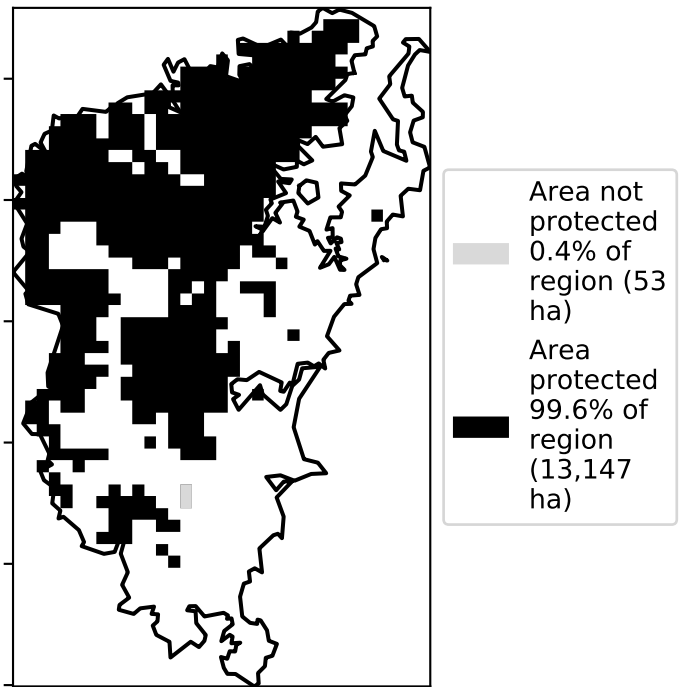 Area not
protected
0.4% of
region (53
ha)
Area
protected
99.6% of
region
(13,147
ha)